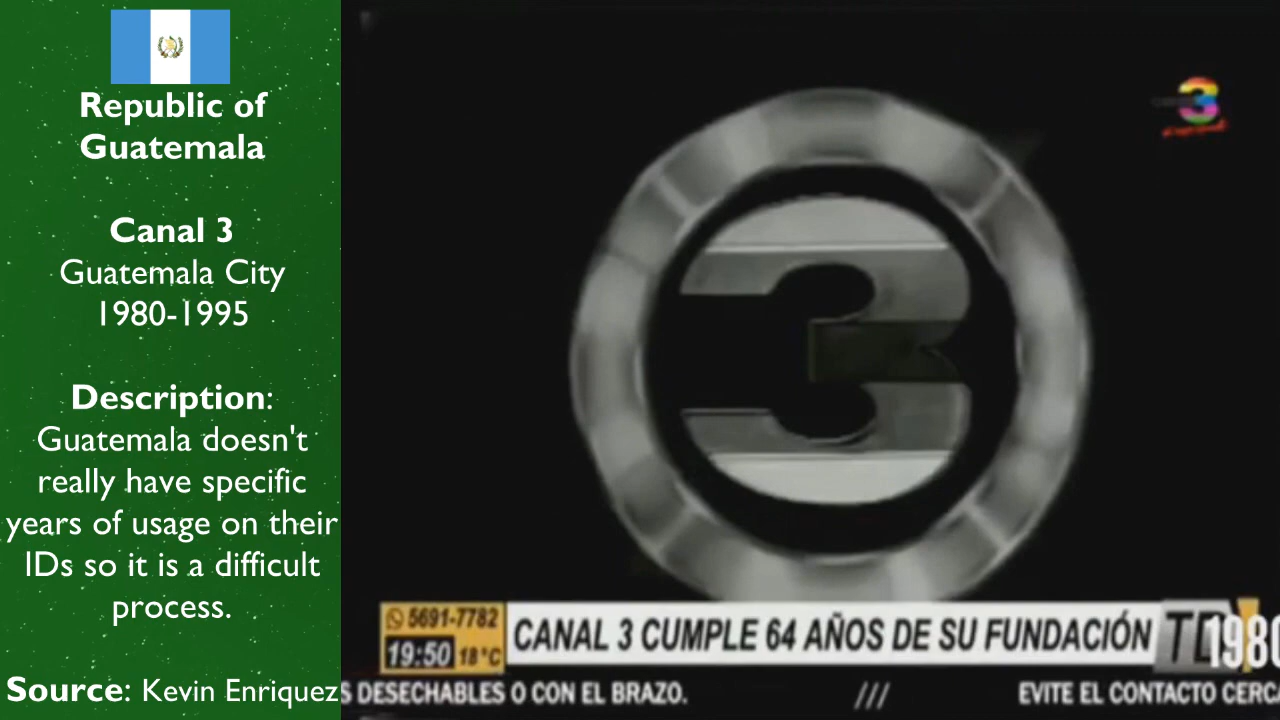 Republic of
Guatemala
Canal 3
Guatemala City
1980-1995
Description:
Guatemala doesn't
really have specific
years of usage on their
IDs so it is a difficult
process.
Source: Kevin Enriquez
3
3
5691-7782
19:50 18°C
CANAL 3 CUMPLE 64 AÑOS DE SU FUNDACIÓN
1980
DESECHABLES O CON EL BRAZO. /// EVITE EL CONTACTO